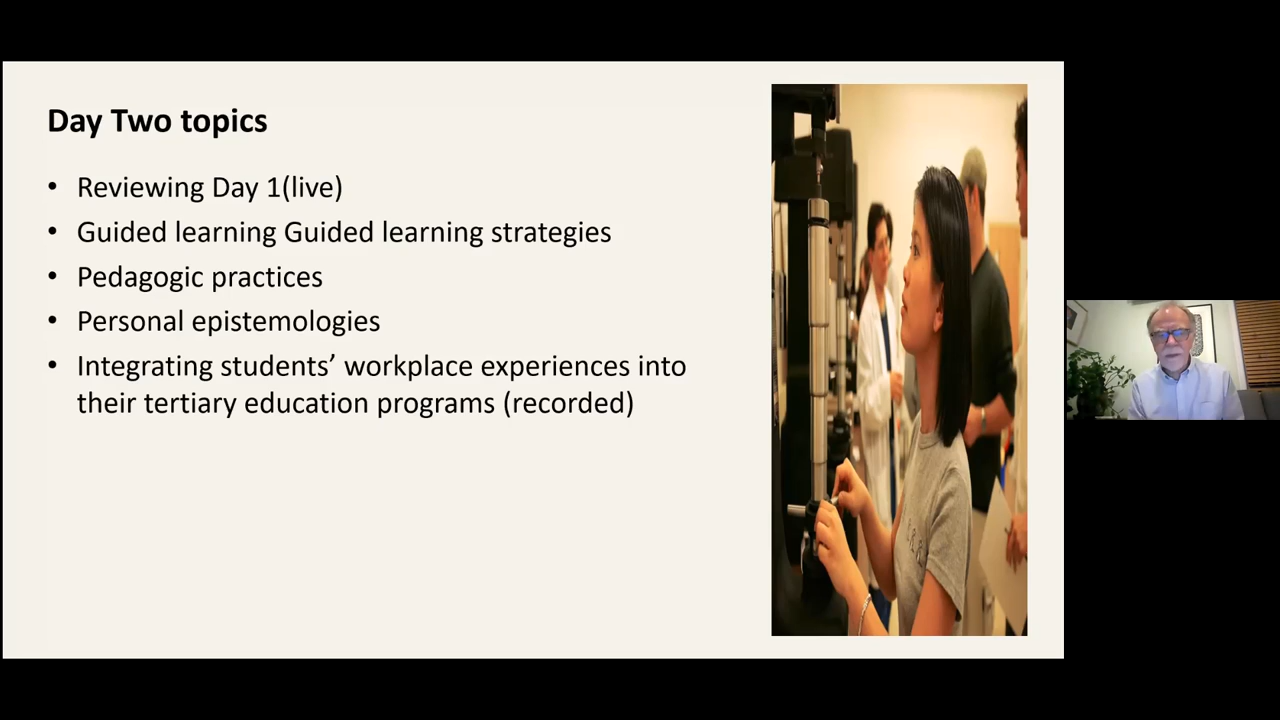 Day Two topics
• Reviewing Day 1(live)
• Guided learning Guided learning strategies
• Pedagogic practices
• Personal epistemologies
• Integrating students’ workplace experiences into
their tertiary education programs (recorded)